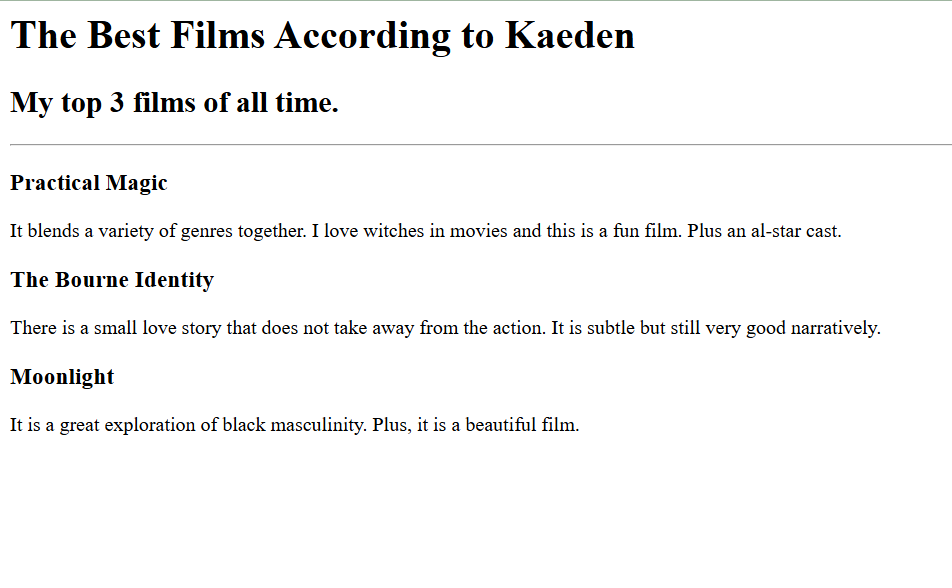 The Best Films According to Kaeden
My top 3 films of all time.
Practical Magic
It blends a variety of genres together. I love witches in movies and this is a fun film. Plus an al-star cast.
The Bourne Identity
There is a small love story that does not take away from the action. It is subtle but still very good narratively.
Moonlight
It is a great exploration of black masculinity. Plus, it is a beautiful film.